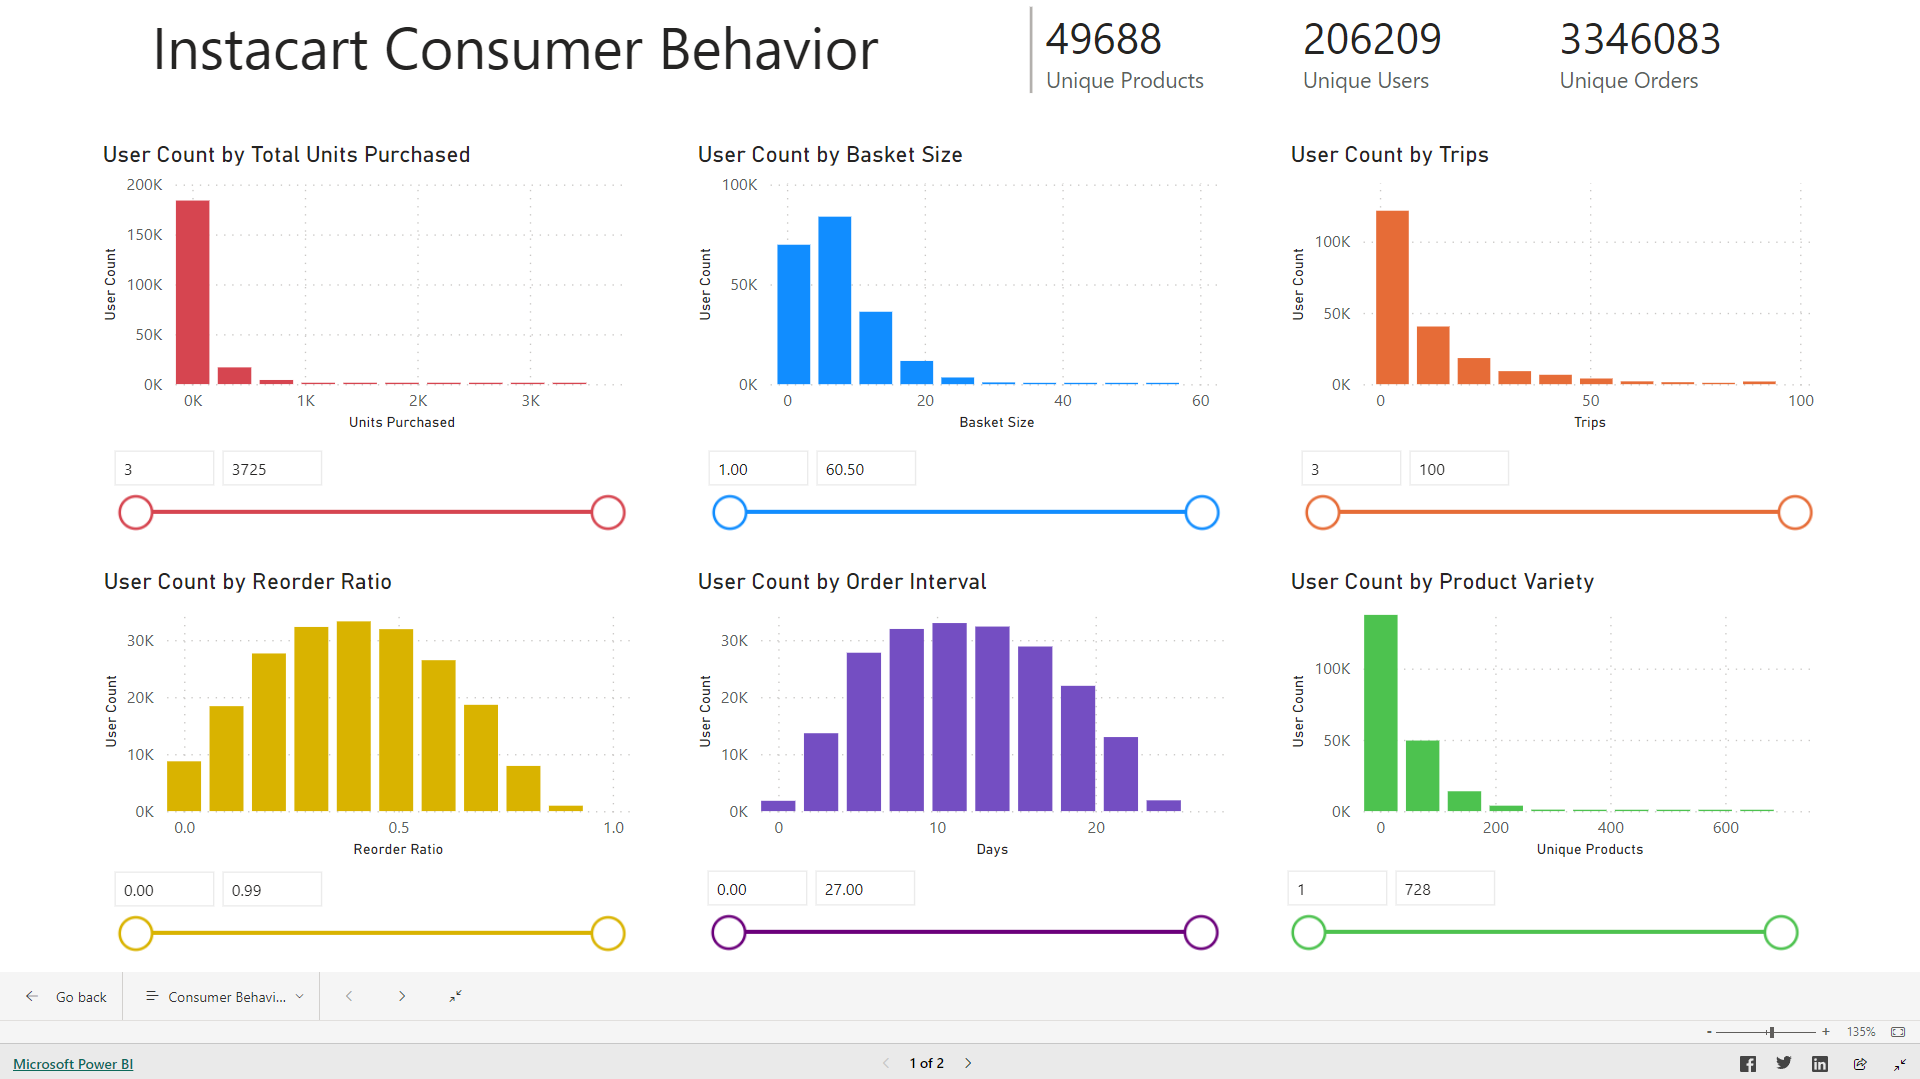 Instacart Consumer Behavior
49688
Unique Products
206209
Unique Users
3346083
Unique Orders
User Count by Total Units Purchased
200K
150K
100K
50K
0K
User Count
0K 1K 2K 3K
Units Purchased
3 3725
User Count by Basket Size
100K
50K
0K
User Count
0 20 40 60
Basket Size
1.00 60.50
User Count by Trips
100K
50K
0K
User Count
0 50 100
Trips
3 100
User Count by Reorder Ratio
30K
20K
10K
0K
User Count
0.0 0.5 1.0
Reorder Ratio
0.00 0.99
User Count by Order Interval
30K
20K
10K
0K
User Count
0 10 20
Days
0.00 27.00
User Count by Product Variety
100K
50K
0K
User Count
0 200 400 600
Unique Products
1 728
Go back
Consumer Behavi...
- + 135%
Microsoft Power BI
1 of 2